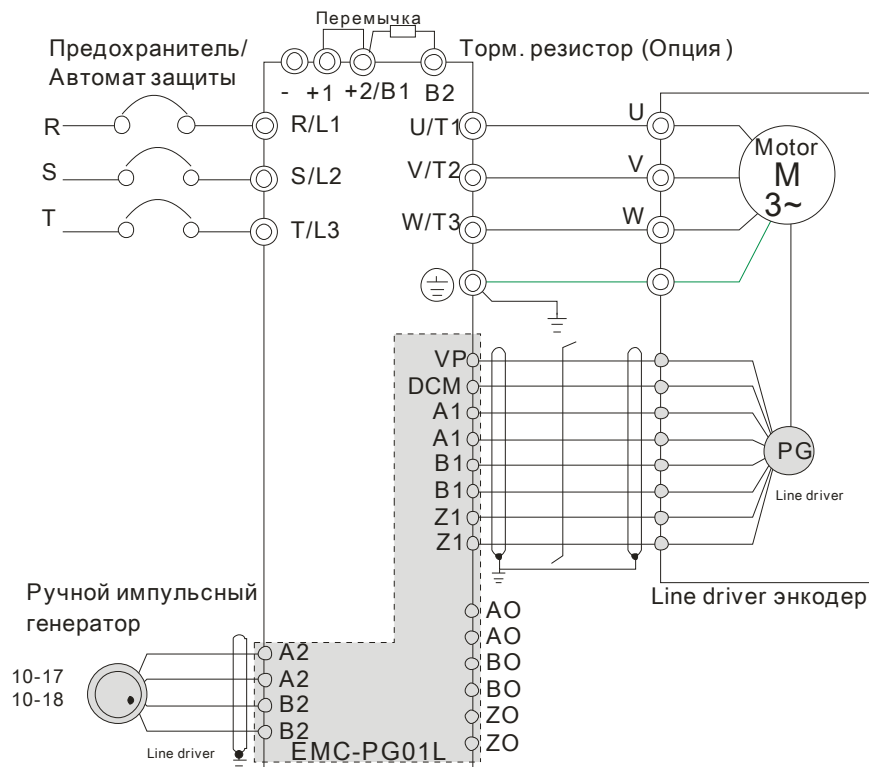 Перемычка
Предохранитель/
Автомат защиты
Торм. резистор (Опция)
- +1 +2/B1 B2
R R/L1 U/T1 U
S S/L2 V/T2 V
T T/L3 W/T3 W
Motor
M
3~
VP
DCM
A1
A1
B1
B1
Z1
Z1
PG
Line driver
Line driver энкодер
Ручной импульсный
генератор
AO
AO
BO
BO
ZO
ZO
A2
A2
B2
B2
10-17
10-18
Line driver
EMC-PG01L